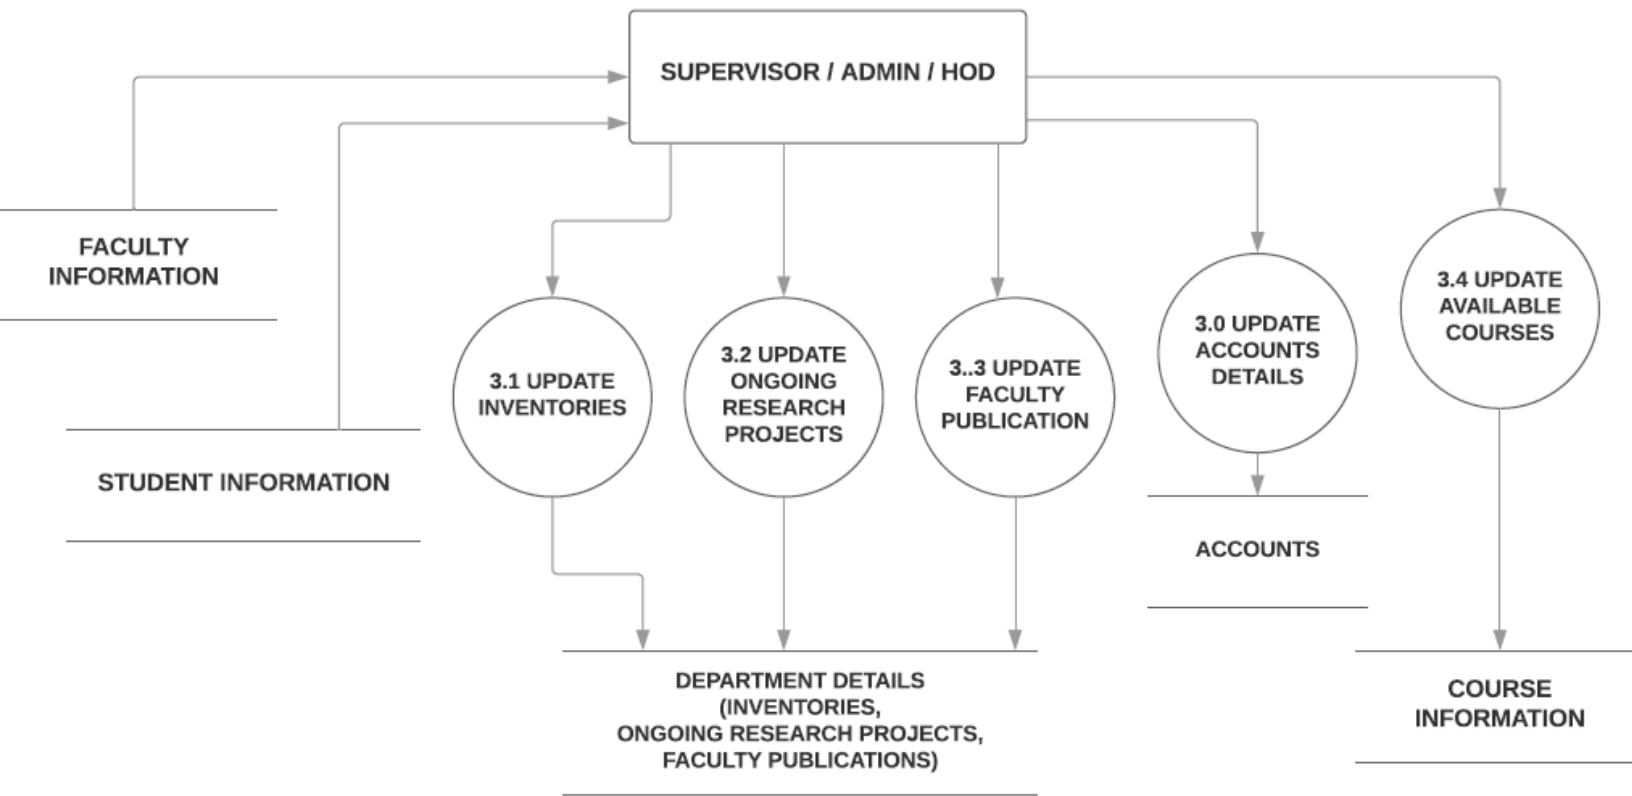 SUPERVISOR / ADMIN / HOD
FACULTY
INFORMATION
STUDENT INFORMATION
3.1 UPDATE
INVENTORIES
3.2 UPDATE
ONGOING
RESEARCH
PROJECTS
3..3 UPDATE
FACULTY
PUBLICATION
3.0 UPDATE
ACCOUNTS
DETAILS
3.4 UPDATE
AVAILABLE
COURSES
ACCOUNTS
DEPARTMENT DETAILS
(INVENTORIES,
ONGOING RESEARCH PROJECTS,
FACULTY PUBLICATIONS)
COURSE
INFORMATION